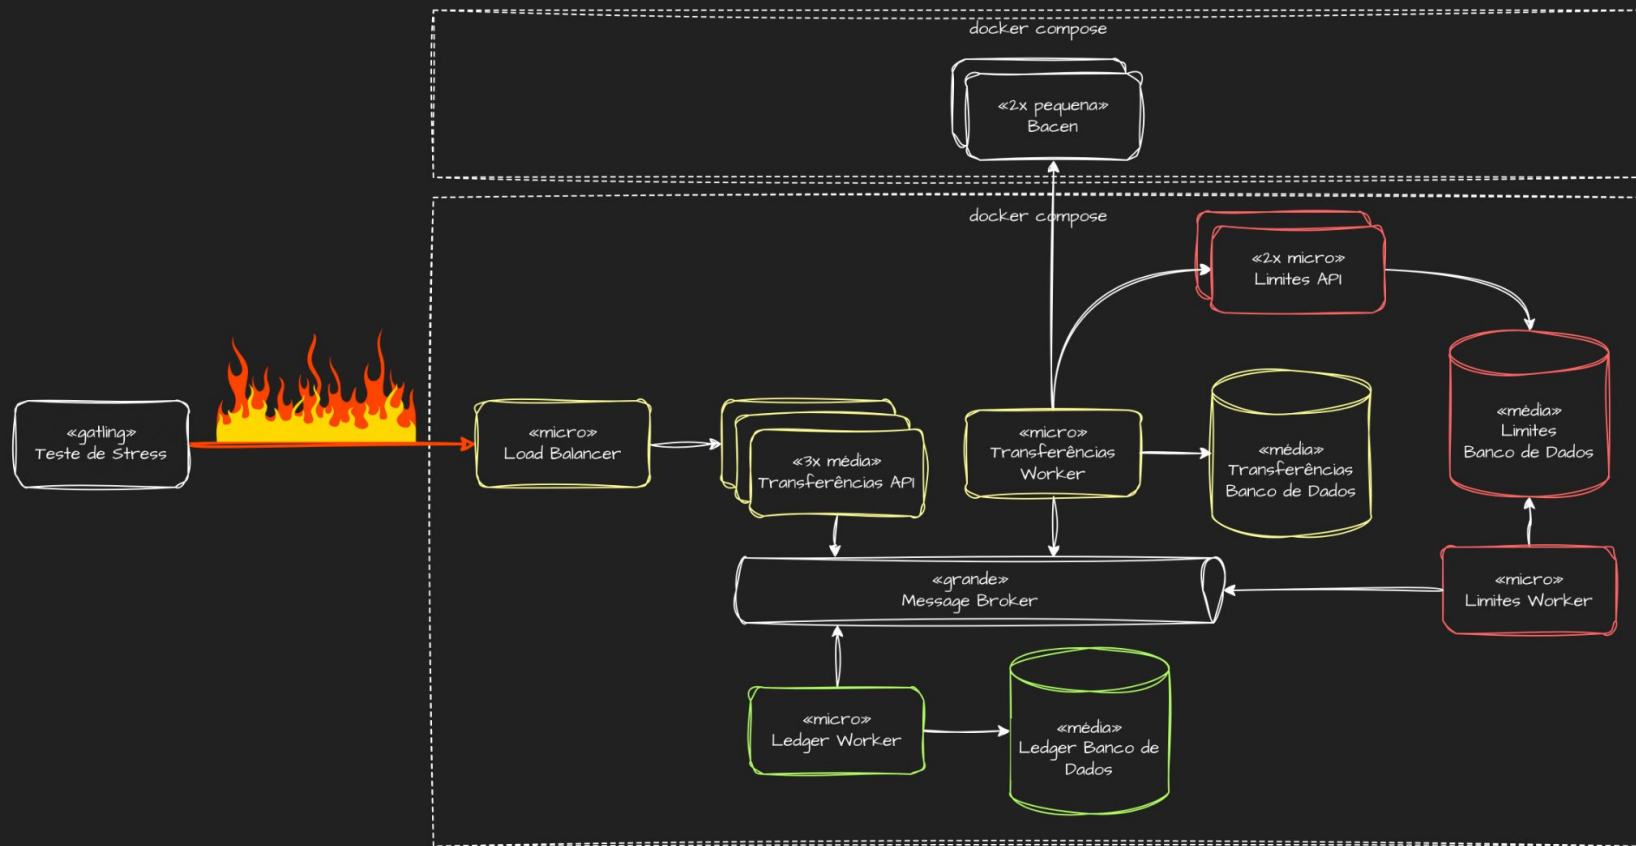 docker compose
«2x pequena»
Bacen
docker compose
«2x micro»
Limites API
«gatling»
Teste de Stress
«micro»
Load Balancer
«3x média»
Transferências API
«micro»
Transferências
Worker
«média»
Transferências
Banco de Dados
«média»
Limites
Banco de Dados
«grande»
Message Broker
«micro»
Limites Worker
«micro»
Ledger Worker
«média»
Ledger Banco de
Dados